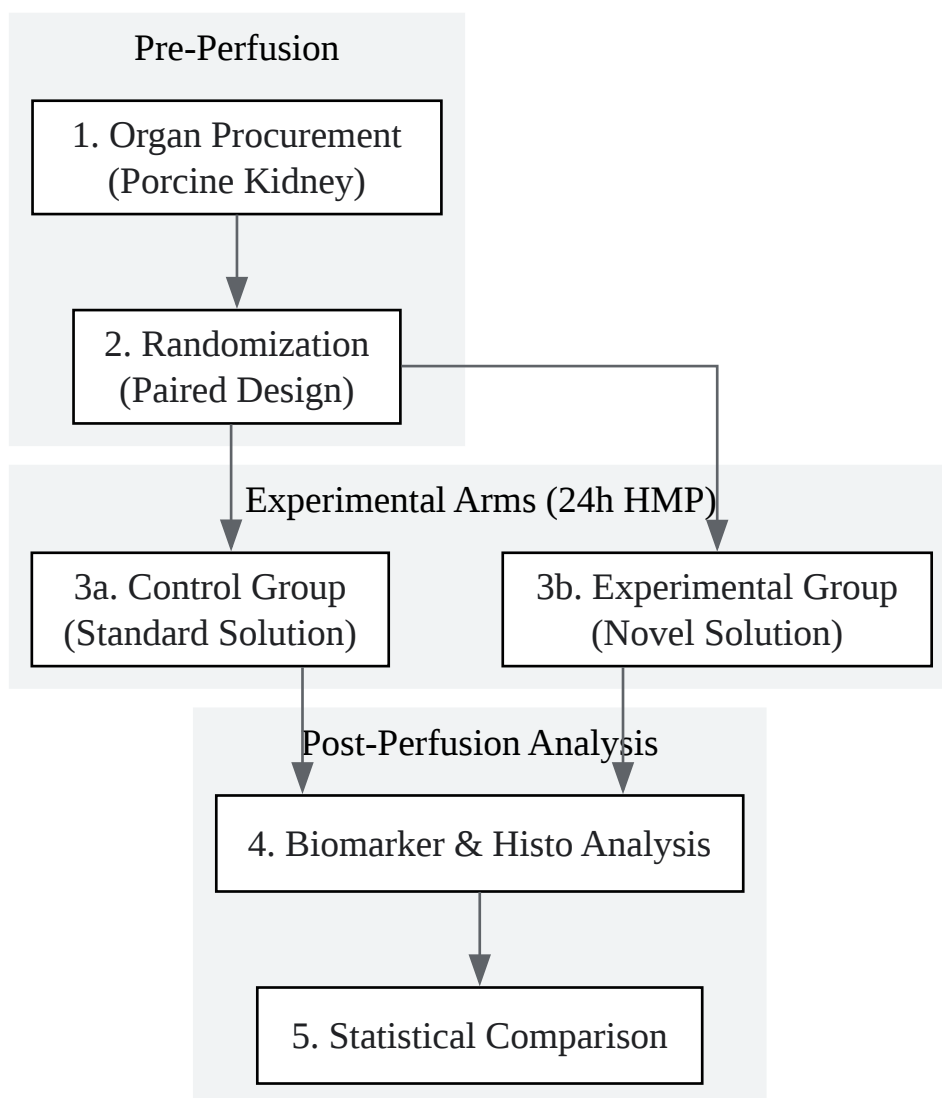 Pre-Perfusion
1. Organ Procurement
(Porcine Kidney)
2. Randomization
(Paired Design)
Experimental Arms (24h HMP)
3a. Control Group
(Standard Solution)
3b. Experimental Group
(Novel Solution)
Post-Perfusion Analysis
4. Biomarker & Histo Analysis
5. Statistical Comparison